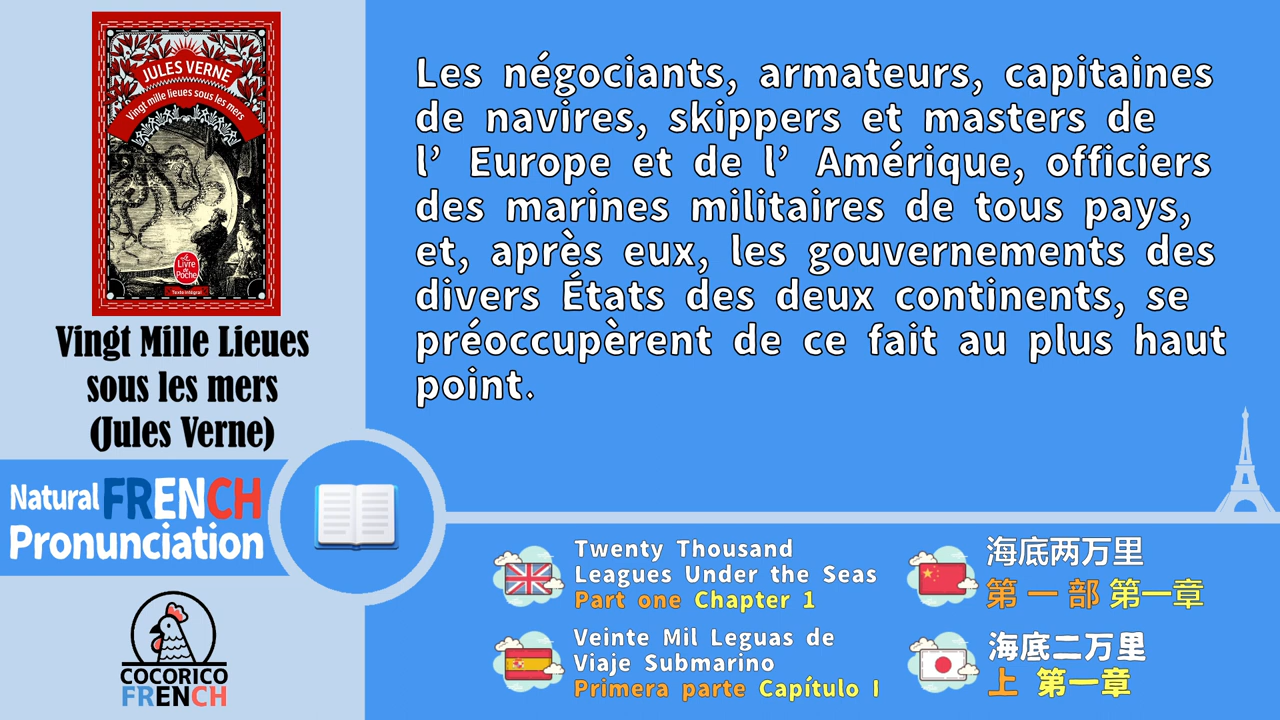 JULES VERNE
Vingt mille lieues sous les mers
Le Livre de Poche
Texte intégral
Vingt Mille Lieues
sous les mers
(Jules Verne)
Natural FRENCH
Pronunciation
COCORICO
FRENCH
Les négociants, armateurs, capitaines
de navires, skippers et masters de
l’ Europe et de l’ Amérique, officiers
des marines militaires de tous pays,
et, après eux, les gouvernements des
divers États des deux continents, se
préoccupèrent de ce fait au plus haut
point.
Twenty Thousand
Leagues Under the Seas
Part one Chapter 1
海底两万里
第一部 第一章
Veinte Mil Leguas de
Viaje Submarino
Primera parte Capítulo I
海底二万里
上 第一章